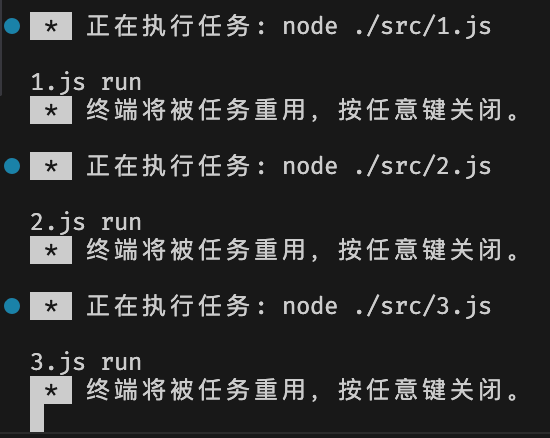 * 正在执行任务: node ./src/1.js
1.js run
* 终端将被任务重用, 按任意键关闭。
* 正在执行任务: node ./src/2.js
2.js run
* 终端将被任务重用, 按任意键关闭。
* 正在执行任务: node ./src/3.js
3.js run
* 终端将被任务重用, 按任意键关闭。